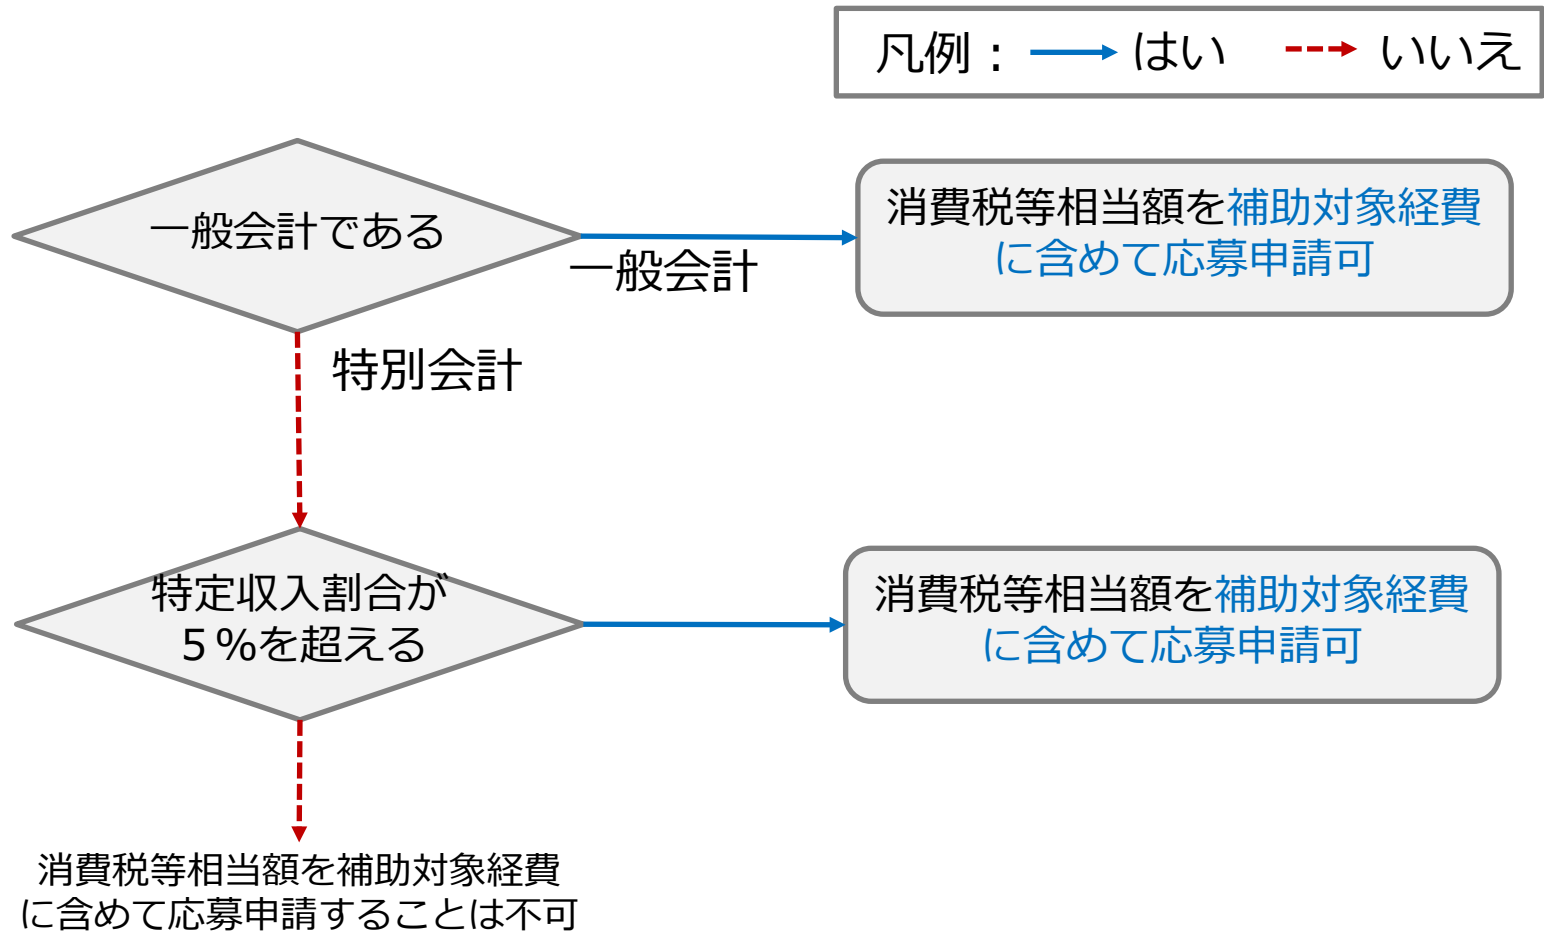 凡例： はい いいえ
一般会計である
消費税等相当額を補助対象経費
に含めて応募申請可
一般会計
特別会計
特定収入割合が
５%を超える
消費税等相当額を補助対象経費
に含めて応募申請可
消費税等相当額を補助対象経費
に含めて応募申請することは不可